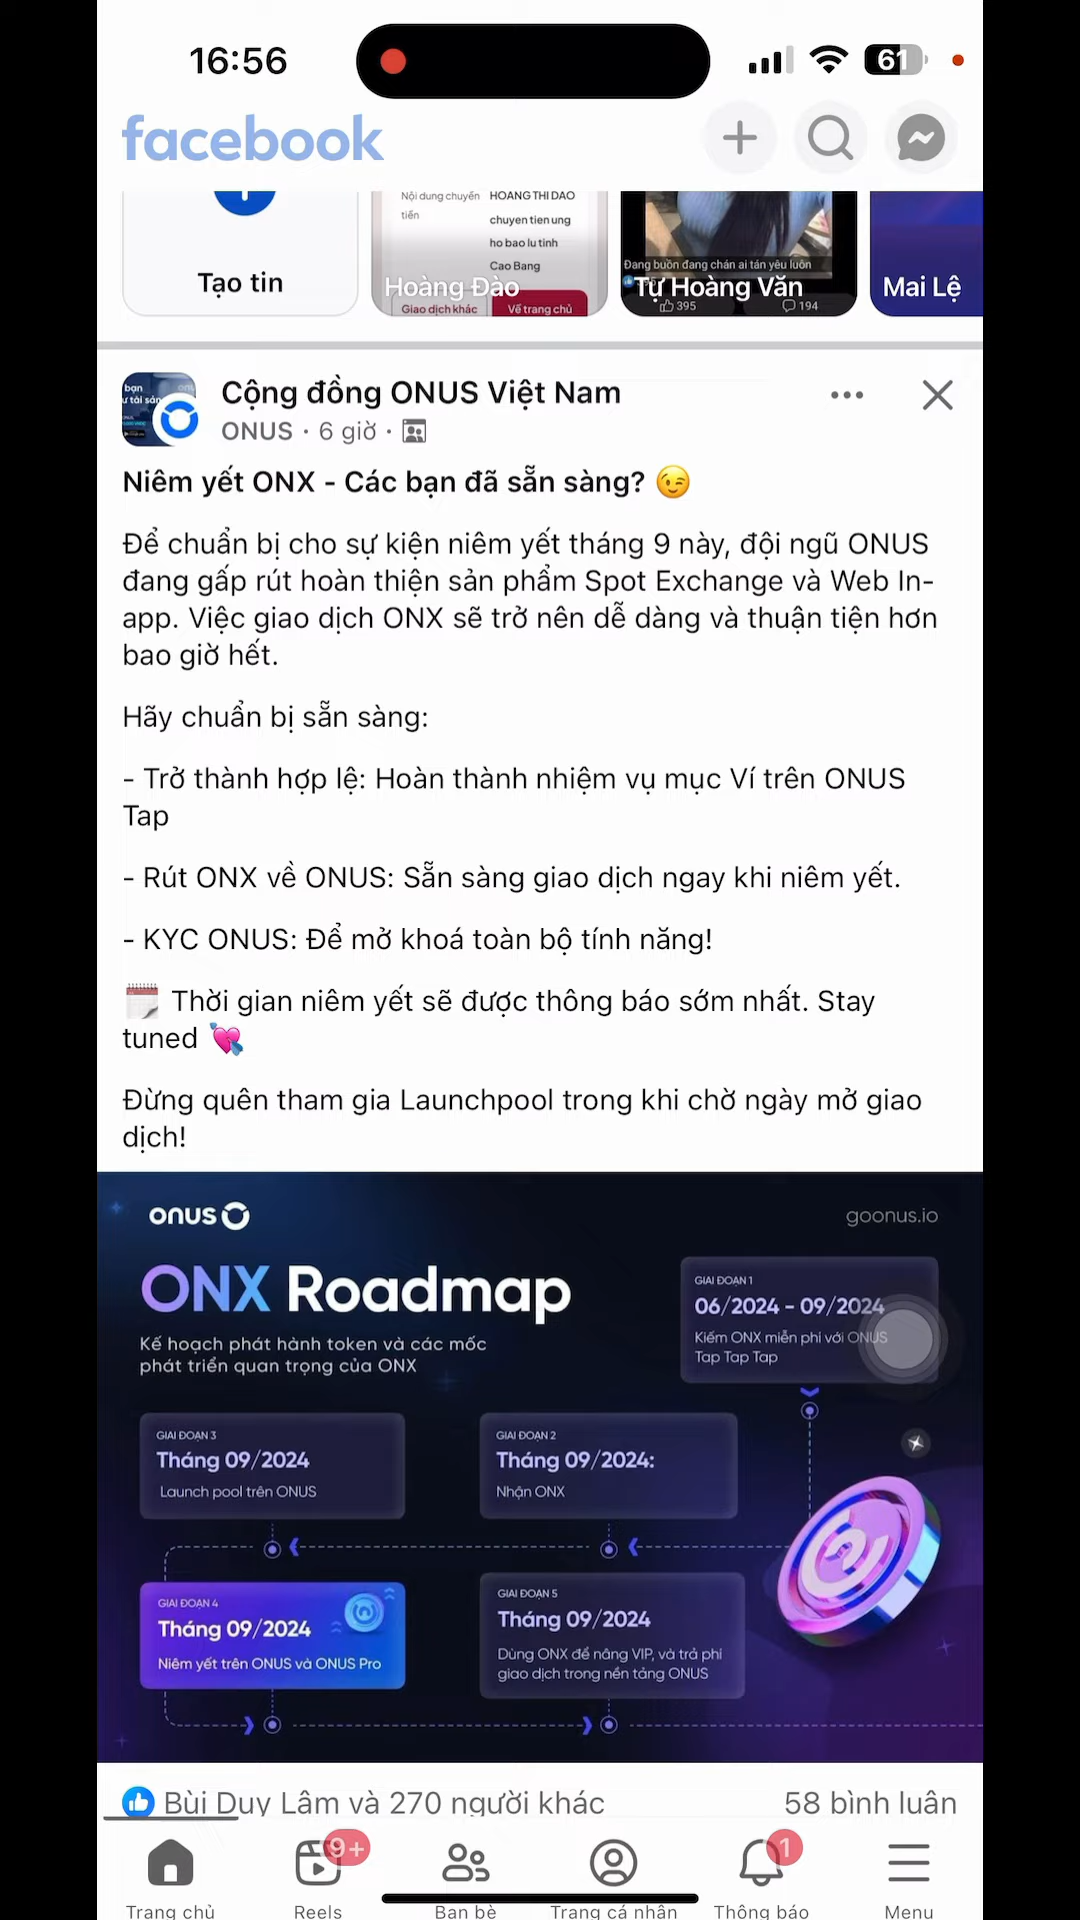 16:56
61
facebook
Nội dung chuyển
tiền
HOANG THI DAO
chuyen tien ung
ho bao lu tinh
Cao Bang
Giao dịch khác
Về trang chủ
Tạo tin
Hoàng Đào
Đang buồn đang chán ai tán yêu luôn
Tự Hoàng Văn
395
194
Mai Lệ
Cộng đồng ONUS Việt Nam
ONUS · 6 giờ ·
Niêm yết ONX - Các bạn đã sẵn sàng? 😉
Để chuẩn bị cho sự kiện niêm yết tháng 9 này, đội ngũ ONUS
đang gấp rút hoàn thiện sản phẩm Spot Exchange và Web In-
app. Việc giao dịch ONX sẽ trở nên dễ dàng và thuận tiện hơn
bao giờ hết.
Hãy chuẩn bị sẵn sàng:
- Trở thành hợp lệ: Hoàn thành nhiệm vụ mục Ví trên ONUS
Tap
- Rút ONX về ONUS: Sẵn sàng giao dịch ngay khi niêm yết.
- KYC ONUS: Để mở khoá toàn bộ tính năng!
🗓 Thời gian niêm yết sẽ được thông báo sớm nhất. Stay
tuned 💘
Đừng quên tham gia Launchpool trong khi chờ ngày mở giao
dịch!
onus
goonus.io
ONX Roadmap
Kế hoạch phát hành token và các mốc
phát triển quan trọng của ONX
GIAI ĐOẠN 1
06/2024 - 09/2024
Kiếm ONX miễn phí với ONUS
Tap Tap Tap
GIAI ĐOẠN 3
Tháng 09/2024
Launch pool trên ONUS
GIAI ĐOẠN 2
Tháng 09/2024:
Nhận ONX
GIAI ĐOẠN 4
Tháng 09/2024
Niêm yết trên ONUS và ONUS Pro
GIAI ĐOẠN 5
Tháng 09/2024
Dùng ONX để nâng VIP, và trả phí
giao dịch trong nền tảng ONUS
Bùi Duy Lâm và 270 người khác
58 bình luận
9+
1
Trang chủ
Reels
Bạn bè
Trang cá nhân
Thông báo
Menu